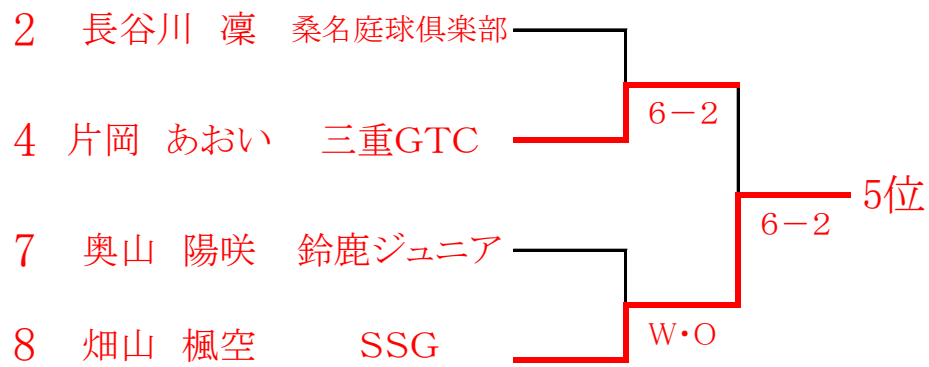 2 長谷川 凜 桑名庭球俱楽部
6－2
4 片岡 あおい 三重GTC
5位
6－2
7 奥山 陽咲 鈴鹿ジュニア
W・O
8 畑山 楓空 SSG